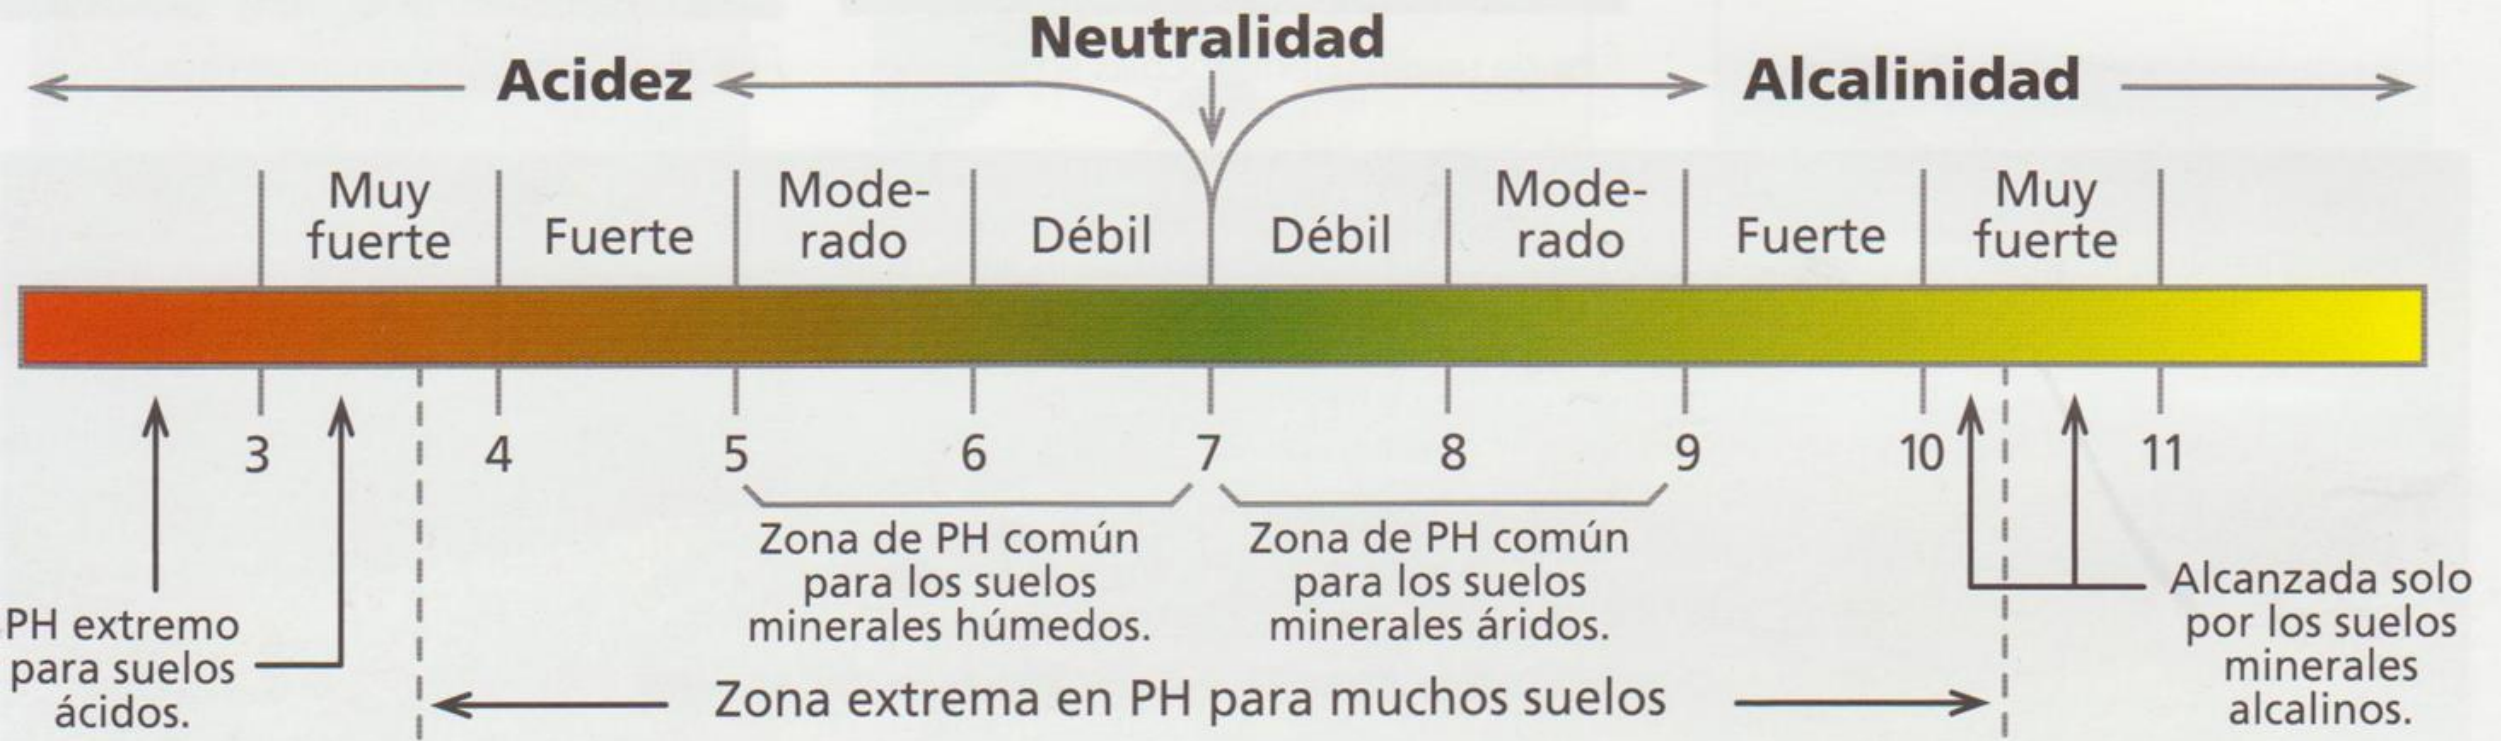 Neutralidad
Acidez
Alcalinidad
Muy
fuerte
Fuerte
Mode-
rado
Débil
Débil
Mode-
rado
Fuerte
Muy
fuerte
3
4
5
6
7
8
9
10
11
PH extremo
para suelos
ácidos.
Zona de PH común
para los suelos
minerales húmedos.
Zona de PH común
para los suelos
minerales áridos.
Alcanzada solo
por los suelos
minerales
alcalinos.
Zona extrema en PH para muchos suelos